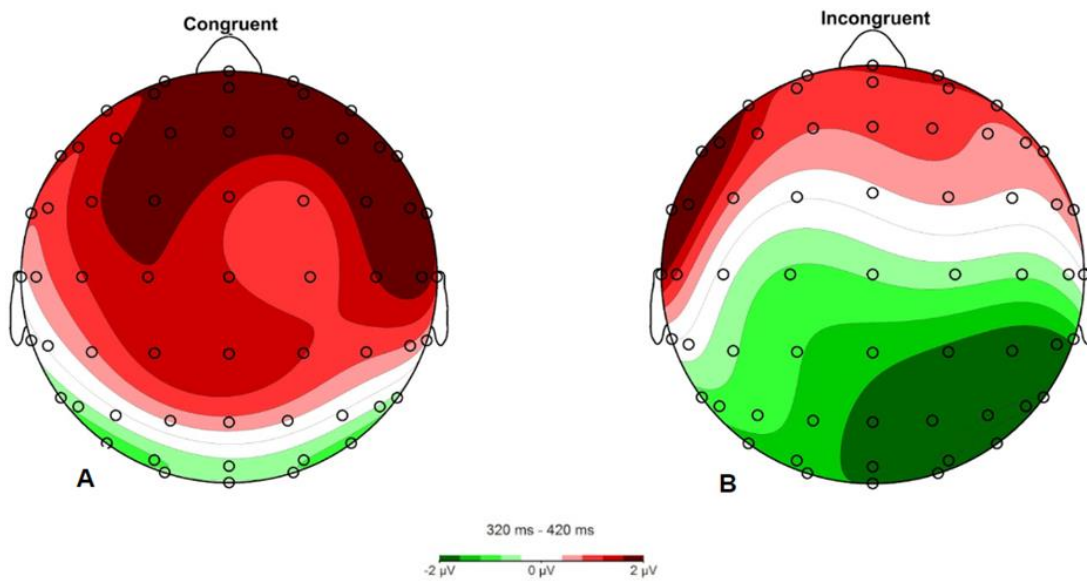 Congruent
Incongruent
A
B
320 ms - 420 ms
-2 µV
0 µV
2 µV